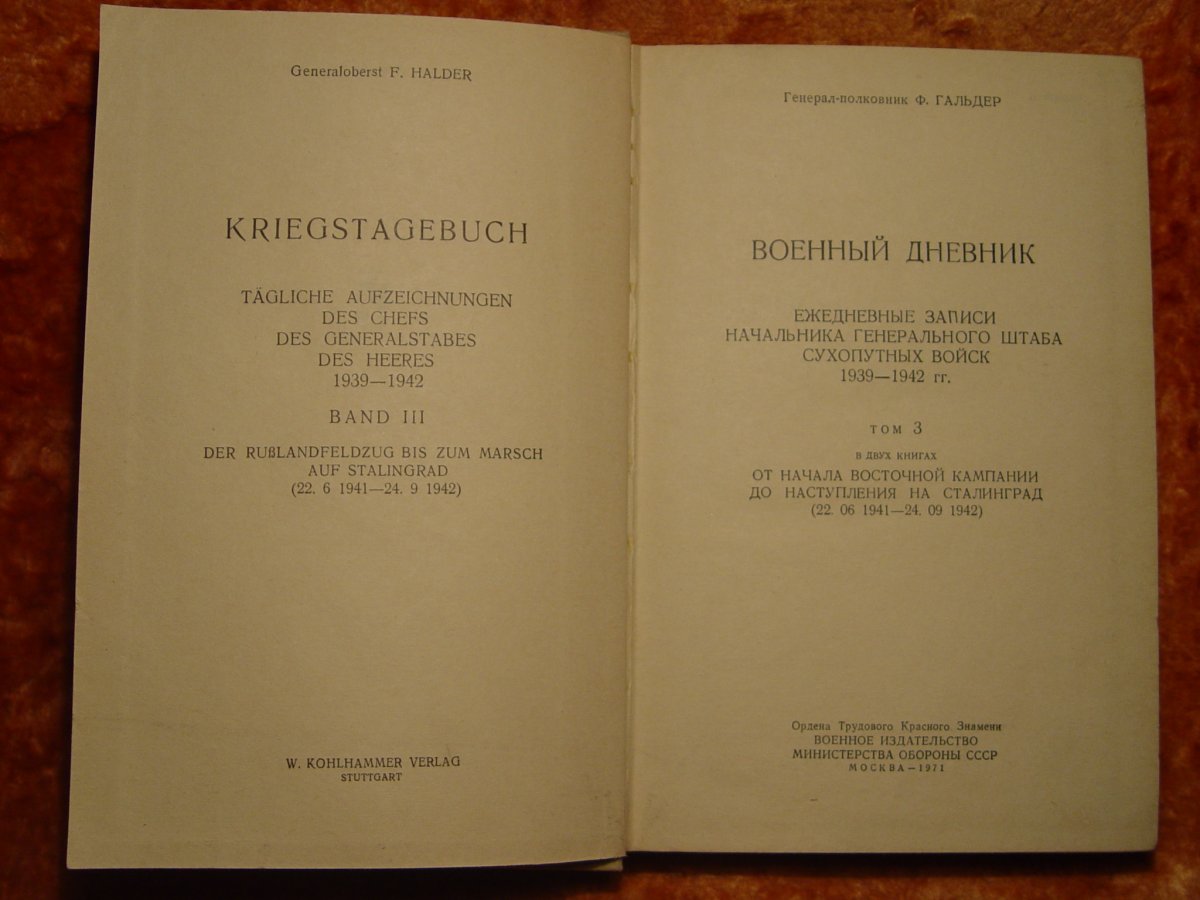 Generaloberst F. HALDER
KRIEGSTAGEBUCH
TÄGLICHE AUFZEICHNUNGEN
DES CHEFS
DES GENERALSTABES
DES HEERES
1939—1942
BAND III
DER RUßLANDFELDZUG BIS ZUM MARSCH
AUF STALINGRAD
(22. 6 1941—24. 9 1942)
W. KOHLHAMMER VERLAG
STUTTGART
Генерал-полковник Ф. ГАЛЬДЕР
ВОЕННЫЙ ДНЕВНИК
ЕЖЕДНЕВНЫЕ ЗАПИСИ
НАЧАЛЬНИКА ГЕНЕРАЛЬНОГО ШТАБА
СУХОПУТНЫХ ВОЙСК
1939—1942 гг.
ТОМ 3
В ДВУХ КНИГАХ
ОТ НАЧАЛА ВОСТОЧНОЙ КАМПАНИИ
ДО НАСТУПЛЕНИЯ НА СТАЛИНГРАД
(22. 06 1941—24. 09 1942)
Ордена Трудового Красного Знамени
ВОЕННОЕ ИЗДАТЕЛЬСТВО
МИНИСТЕРСТВА ОБОРОНЫ СССР
МОСКВА—1971